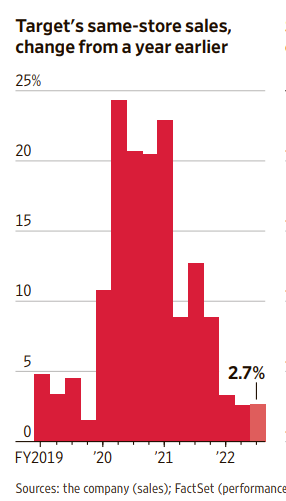 Target's same-store sales,
change from a year earlier
25%
20
15
10
5
2.7%
0
FY2019 '20 '21 '22
Sources: the company (sales); FactSet (performance